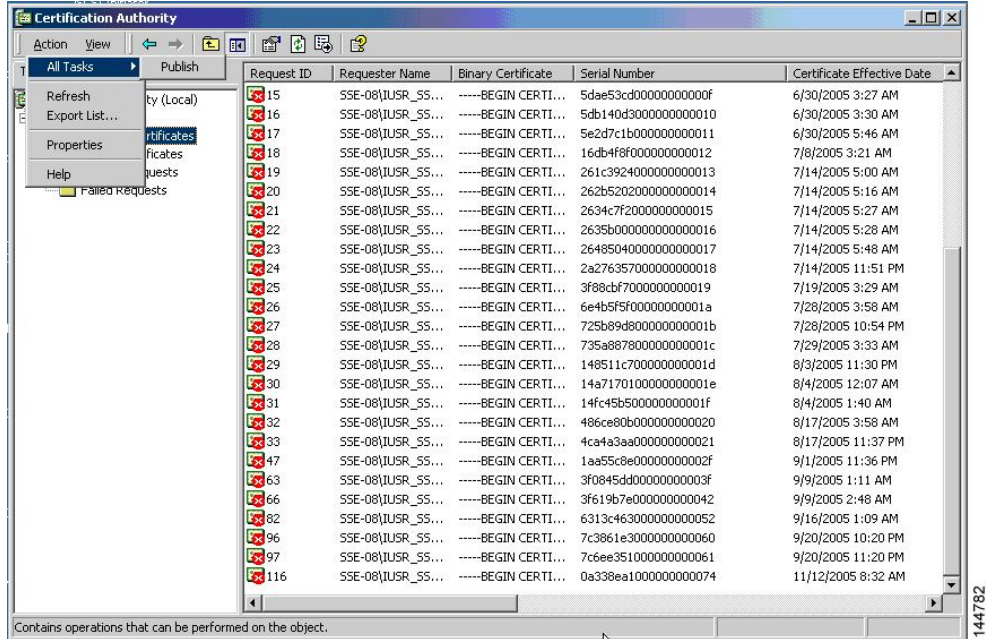 Certification Authority
Action View
All Tasks Publish
Refresh
Export List...
Properties
Help
ty (Local)
rtificates
ficates
quests
Failed Requests
Request ID Requester Name Binary Certificate Serial Number Certificate Effective Date
15 SSE-08\IUSR_SS... -----BEGIN CERTI... 5dae53cd00000000000f 6/30/2005 3:27 AM
16 SSE-08\IUSR_SS... -----BEGIN CERTI... 5db140d3000000000010 6/30/2005 3:30 AM
17 SSE-08\IUSR_SS... -----BEGIN CERTI... 5e2d7c1b000000000011 6/30/2005 5:46 AM
18 SSE-08\IUSR_SS... -----BEGIN CERTI... 16db4f8f000000000012 7/8/2005 3:21 AM
19 SSE-08\IUSR_SS... -----BEGIN CERTI... 261c3924000000000013 7/14/2005 5:00 AM
20 SSE-08\IUSR_SS... -----BEGIN CERTI... 262b5202000000000014 7/14/2005 5:16 AM
21 SSE-08\IUSR_SS... -----BEGIN CERTI... 2634c7f2000000000015 7/14/2005 5:27 AM
22 SSE-08\IUSR_SS... -----BEGIN CERTI... 2635b000000000000016 7/14/2005 5:28 AM
23 SSE-08\IUSR_SS... -----BEGIN CERTI... 26485040000000000017 7/14/2005 5:48 AM
24 SSE-08\IUSR_SS... -----BEGIN CERTI... 2a276357000000000018 7/14/2005 11:51 PM
25 SSE-08\IUSR_SS... -----BEGIN CERTI... 3f88cbf7000000000019 7/19/2005 3:29 AM
26 SSE-08\IUSR_SS... -----BEGIN CERTI... 6e4b5f5f00000000001a 7/28/2005 3:58 AM
27 SSE-08\IUSR_SS... -----BEGIN CERTI... 725b89d800000000001b 7/28/2005 10:54 PM
28 SSE-08\IUSR_SS... -----BEGIN CERTI... 735a887800000000001c 7/29/2005 3:33 AM
29 SSE-08\IUSR_SS... -----BEGIN CERTI... 148511c700000000001d 8/3/2005 11:30 PM
30 SSE-08\IUSR_SS... -----BEGIN CERTI... 14a7170100000000001e 8/4/2005 12:07 AM
31 SSE-08\IUSR_SS... -----BEGIN CERTI... 14fc45b500000000001f 8/4/2005 1:40 AM
32 SSE-08\IUSR_SS... -----BEGIN CERTI... 486ce80b000000000020 8/17/2005 3:58 AM
33 SSE-08\IUSR_SS... -----BEGIN CERTI... 4ca4a3aa000000000021 8/17/2005 11:37 PM
47 SSE-08\IUSR_SS... -----BEGIN CERTI... 1aa55c8e00000000002f 9/1/2005 11:36 PM
63 SSE-08\IUSR_SS... -----BEGIN CERTI... 3f0845dd00000000003f 9/9/2005 1:11 AM
66 SSE-08\IUSR_SS... -----BEGIN CERTI... 3f619b7e000000000042 9/9/2005 2:48 AM
82 SSE-08\IUSR_SS... -----BEGIN CERTI... 6313c463000000000052 9/16/2005 1:09 AM
96 SSE-08\IUSR_SS... -----BEGIN CERTI... 7c3861e3000000000060 9/20/2005 10:20 PM
97 SSE-08\IUSR_SS... -----BEGIN CERTI... 7c6ee351000000000061 9/20/2005 11:20 PM
116 SSE-08\IUSR_SS... -----BEGIN CERTI... 0a338ea1000000000074 11/12/2005 8:32 AM
Contains operations that can be performed on the object.
144782